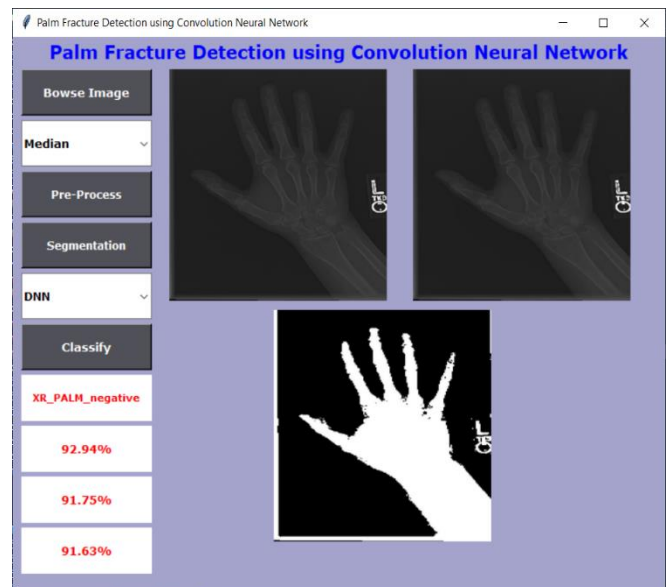 Palm Fracture Detection using Convolution Neural Network
Palm Fracture Detection using Convolution Neural Network
Bowse Image
Median
Pre-Process
Segmentation
DNN
Classify
XR_PALM_negative
92.94%
91.75%
91.63%